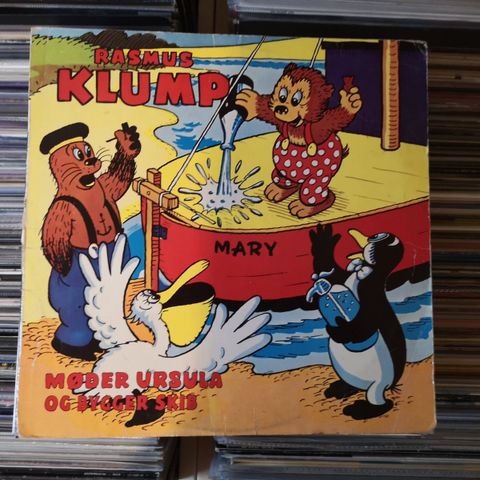 RASMUS
KLUMP
MARY
MØDER URSULA
OG BYGGER SKIB